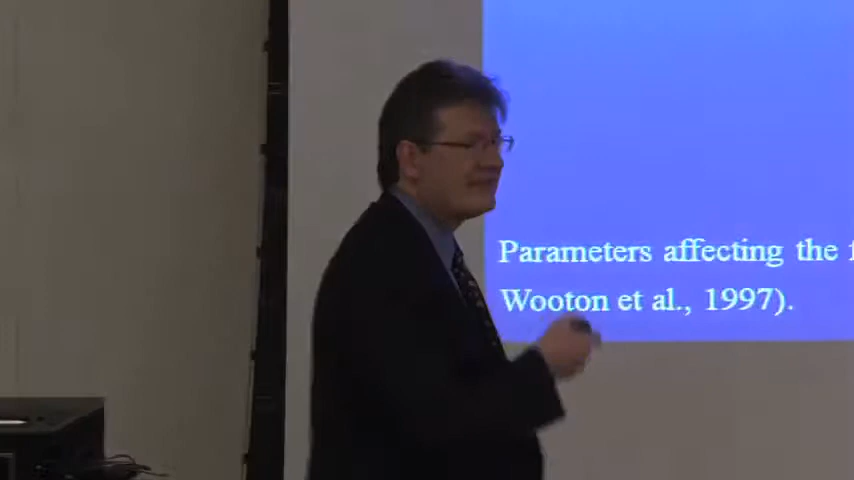 Parameters affecting the
Wooton et al., 1997).